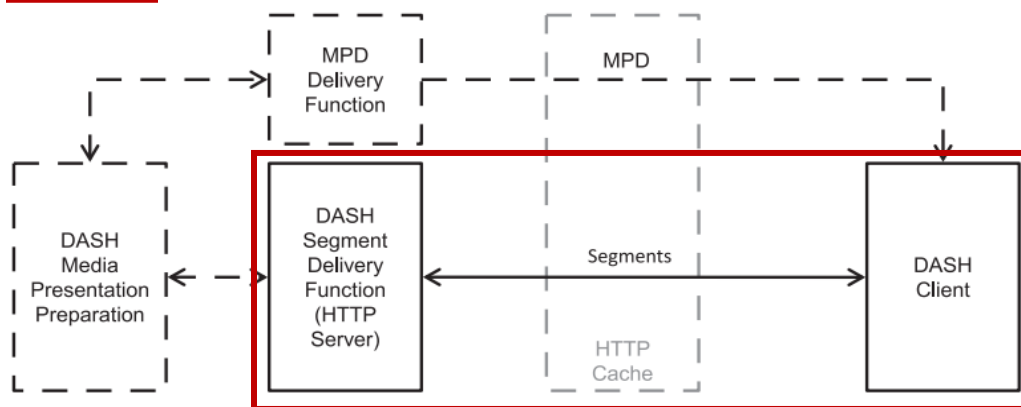 MPD
Delivery
Function
MPD
DASH
Media
Presentation
Preparation
DASH
Segment
Delivery
Function
(HTTP
Server)
Segments
HTTP
Cache
DASH
Client